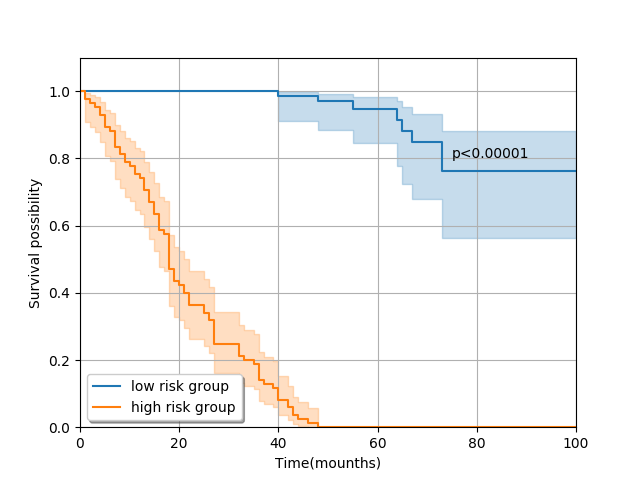 1.0
0.8
0.6
0.4
0.2
0.0
Survival possibility
p<0.00001
low risk group
high risk group
0 20 40 60 80 100
Time(mounths)